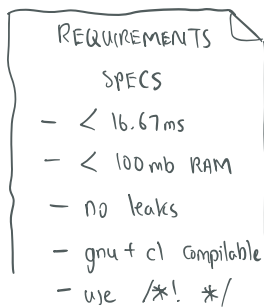 REQUIREMENTS
SPECS
- < 16.67ms
- < 100mb RAM
- no leaks
- gnu + cl compilable
- use /*! */